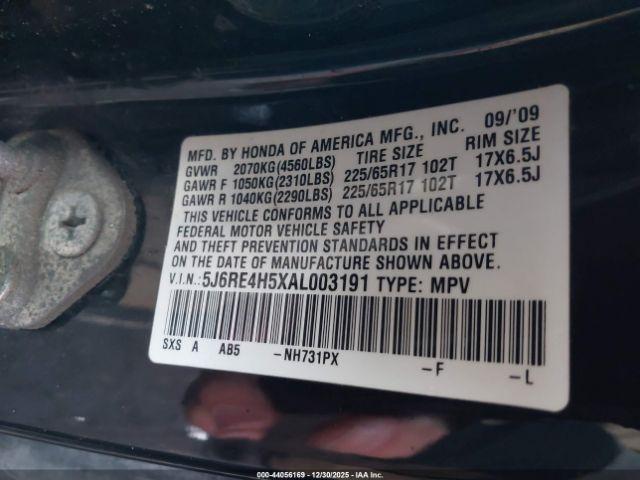 MFD. BY HONDA OF AMERICA MFG., INC. 09/'09
GVWR 2070KG(4560LBS) TIRE SIZE RIM SIZE
GAWR F 1050KG(2310LBS) 225/65R17 102T 17X6.5J
GAWR R 1040KG(2290LBS) 225/65R17 102T 17X6.5J
THIS VEHICLE CONFORMS TO ALL APPLICABLE
FEDERAL MOTOR VEHICLE SAFETY
AND THEFT PREVENTION STANDARDS IN EFFECT
ON THE DATE OF MANUFACTURE SHOWN ABOVE.
V.I.N.:5J6RE4H5XAL003191 TYPE: MPV
SXS A AB5 -NH731PX -F -L
000-44056169 - 12/30/2025 - IAA Inc.